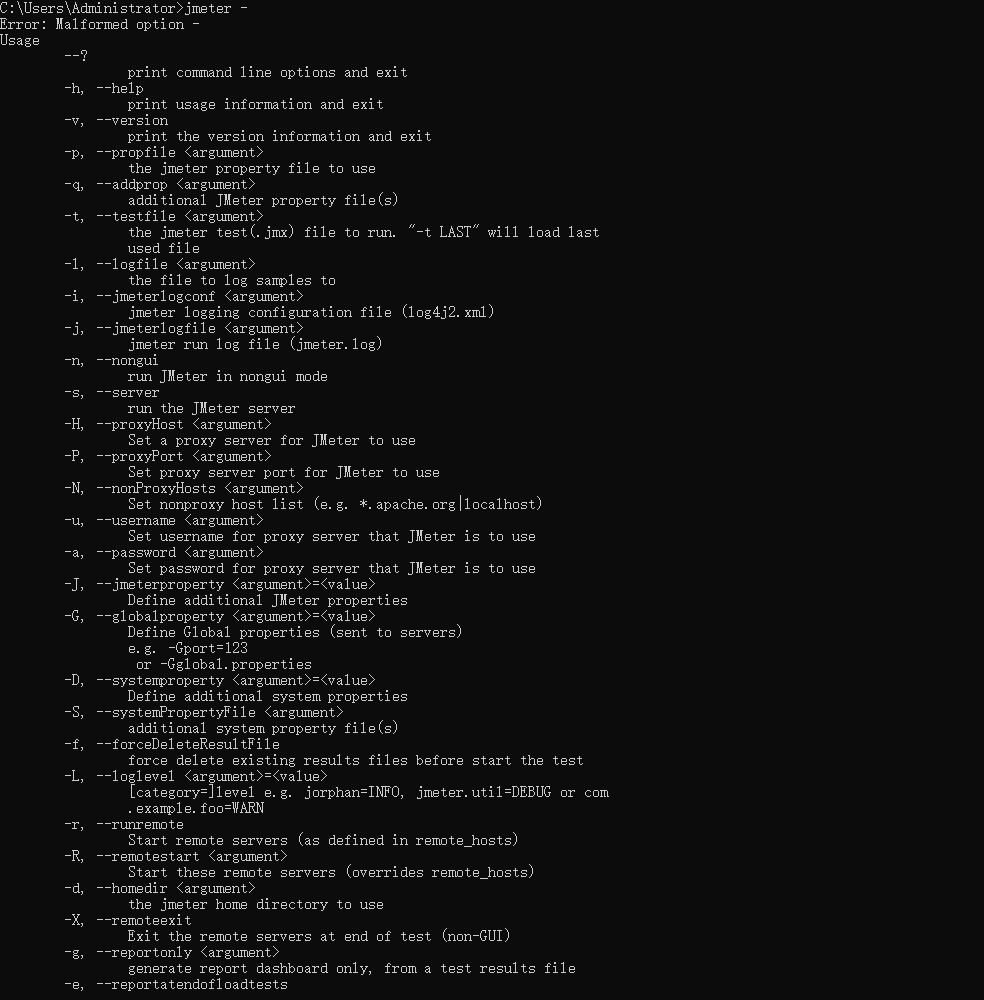 C:\Users\Administrator>jmeter -
Error: Malformed option -
Usage
--?
print command line options and exit
-h, --help
print usage information and exit
-v, --version
print the version information and exit
-p, --propfile <argument>
the jmeter property file to use
-q, --addprop <argument>
additional JMeter property file(s)
-t, --testfile <argument>
the jmeter test(.jmx) file to run. "-t LAST" will load last
used file
-l, --logfile <argument>
the file to log samples to
-i, --jmeterlogconf <argument>
jmeter logging configuration file (log4j2.xml)
-j, --jmeterlogfile <argument>
jmeter run log file (jmeter.log)
-n, --nongui
run JMeter in nongui mode
-s, --server
run the JMeter server
-H, --proxyHost <argument>
Set a proxy server for JMeter to use
-P, --proxyPort <argument>
Set proxy server port for JMeter to use
-N, --nonProxyHosts <argument>
Set nonproxy host list (e.g. *.apache.org|localhost)
-u, --username <argument>
Set username for proxy server that JMeter is to use
-a, --password <argument>
Set password for proxy server that JMeter is to use
-J, --jmeterproperty <argument>=<value>
Define additional JMeter properties
-G, --globalproperty <argument>=<value>
Define Global properties (sent to servers)
e.g. -Gport=123
or -Gglobal.properties
-D, --systemproperty <argument>=<value>
Define additional system properties
-S, --systemPropertyFile <argument>
additional system property file(s)
-f, --forceDeleteResultFile
force delete existing results files before start the test
-L, --loglevel <argument>=<value>
[category=]level e.g. jorphan=INFO, jmeter.util=DEBUG or com
.example.foo=WARN
-r, --runremote
Start remote servers (as defined in remote_hosts)
-R, --remotestart <argument>
Start these remote servers (overrides remote_hosts)
-d, --homedir <argument>
the jmeter home directory to use
-X, --remoteexit
Exit the remote servers at end of test (non-GUI)
-g, --reportonly <argument>
generate report dashboard only, from a test results file
-e, --reportatendofloadtests